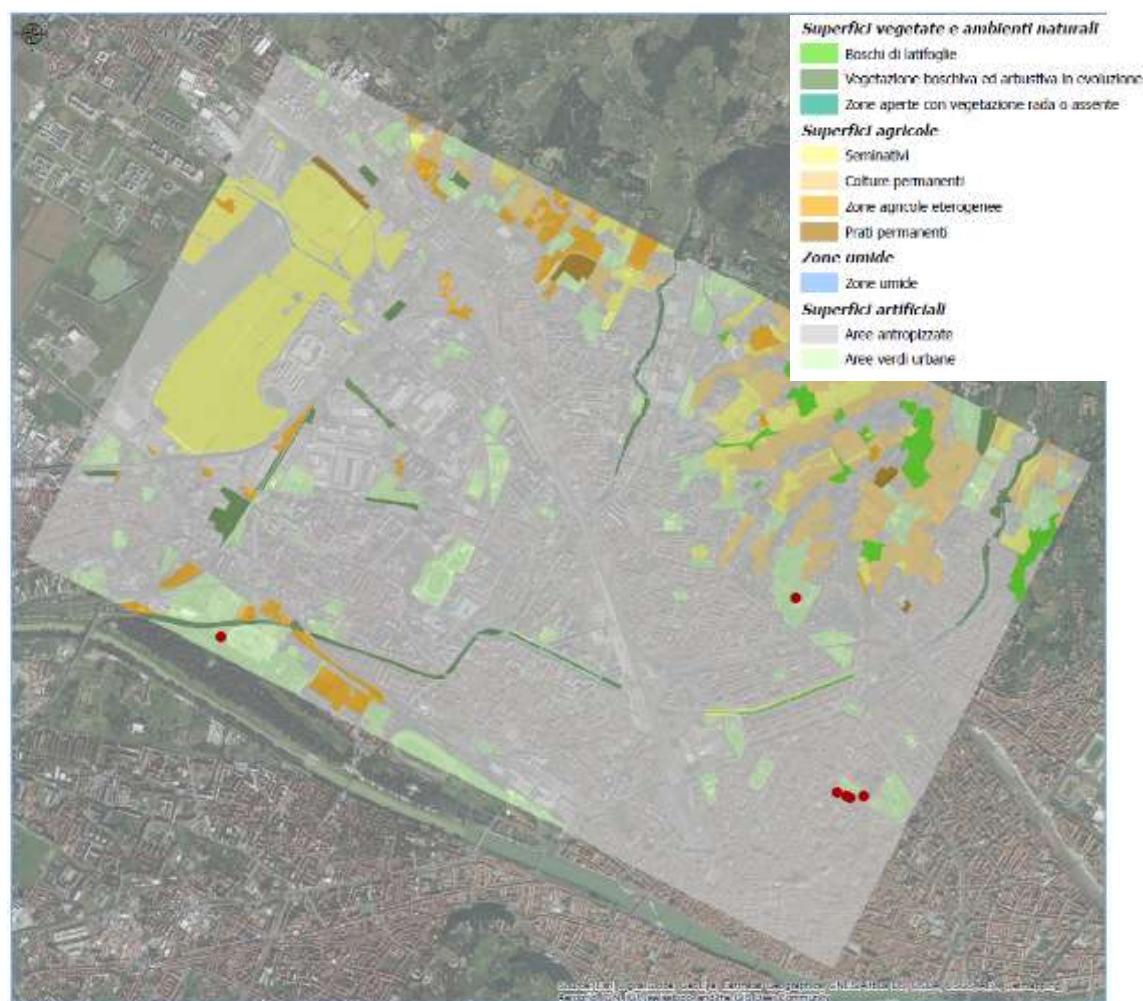 Superfici vegetate e ambienti naturali
Boschi di latifoglie
Vegetazione boschiva ed arbustiva in evoluzione
Zone aperte con vegetazione rada o assente
Superfici agricole
Seminativi
Colture permanenti
Zone agricole eterogenee
Prati permanenti
Zone umide
Zone umide
Superfici artificiali
Aree antropizzate
Aree verdi urbane